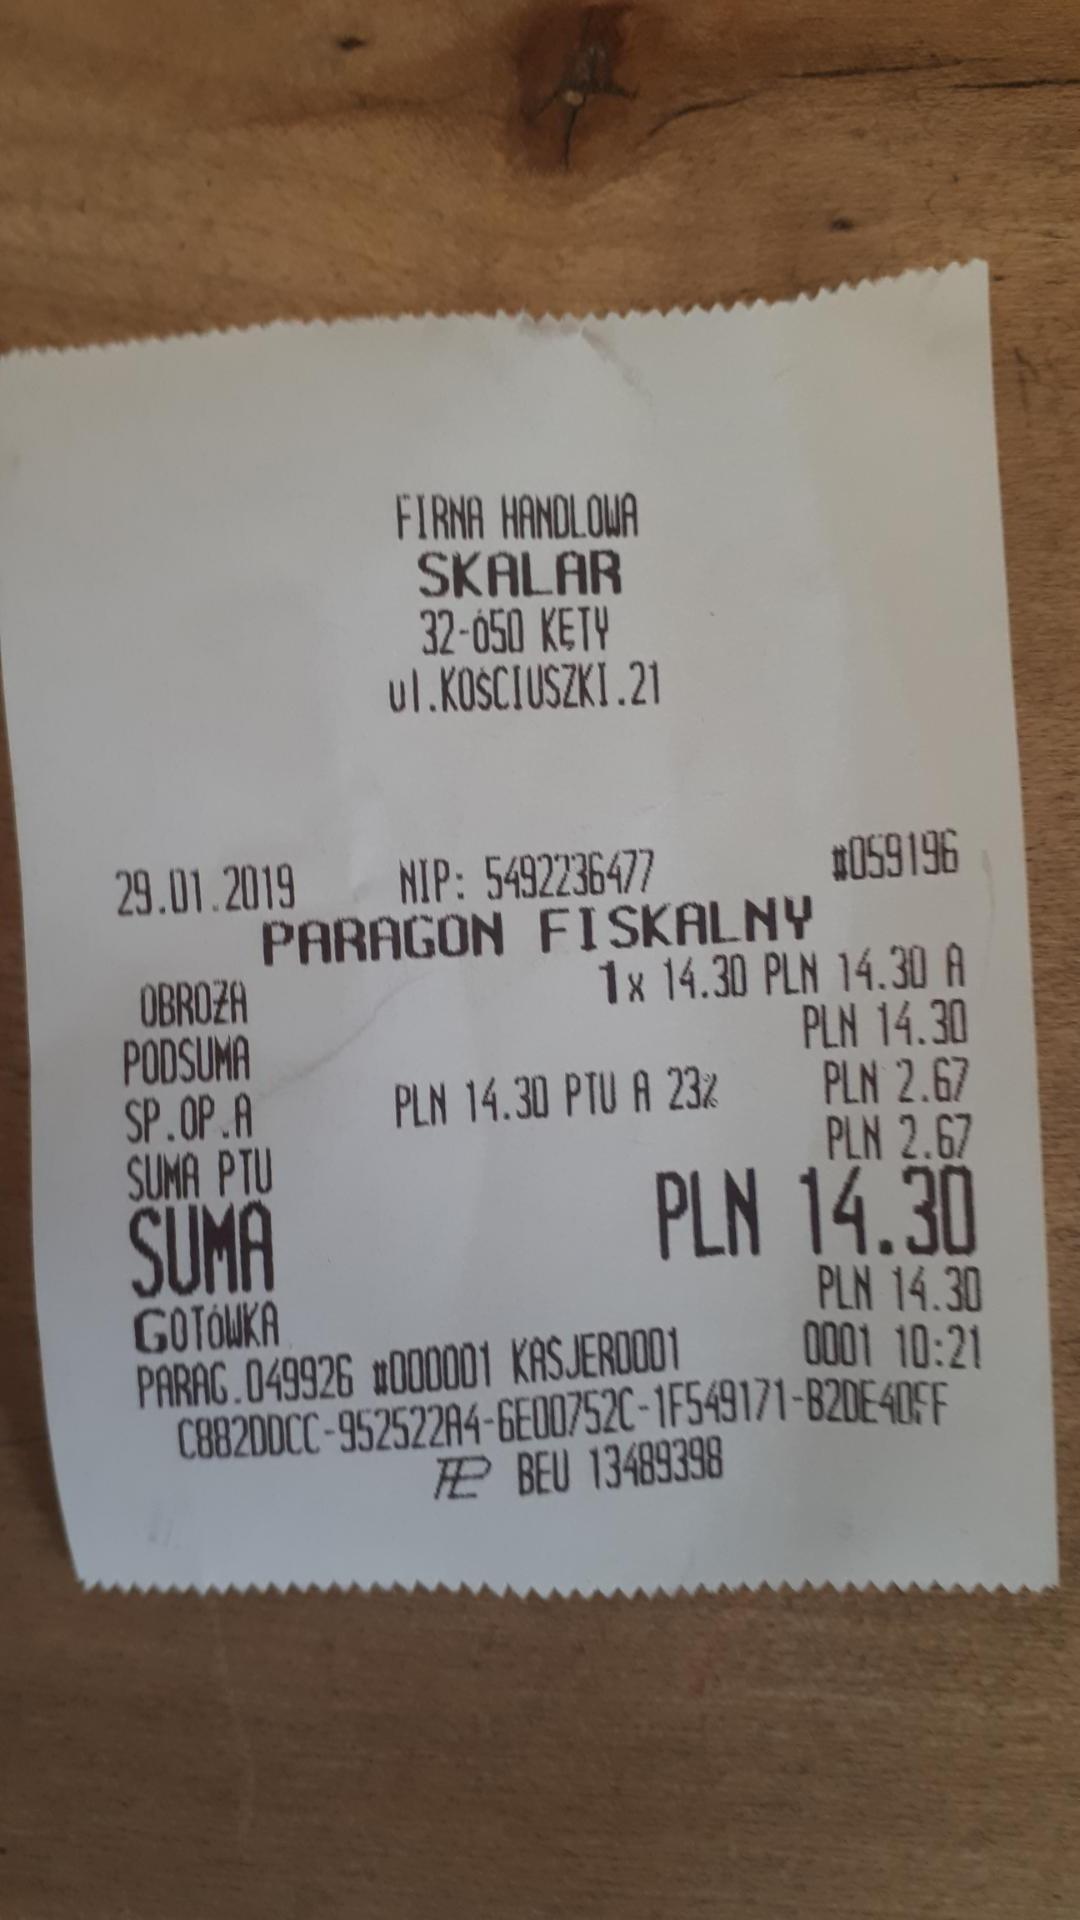 FIRNA HANDLOWA
SKALAR
32-650 KĘTY
ul.KOŚCIUSZKI.21
29.01.2019 NIP: 5492236477 #059196
PARAGON FISKALNY
OBROŻA 1x 14.30 PLN 14.30 A
PODSUMA PLN 14.30
SP.OP.A PLN 14.30 PTU A 23% PLN 2.67
SUMA PTU PLN 2.67
SUMA PLN 14.30
GOTÓWKA PLN 14.30
PARAG.049926 #000001 KASJER0001 0001 10:21
C882DDCC-952522A4-6E00752C-1F549171-B2DE40FF
BEU 13489398